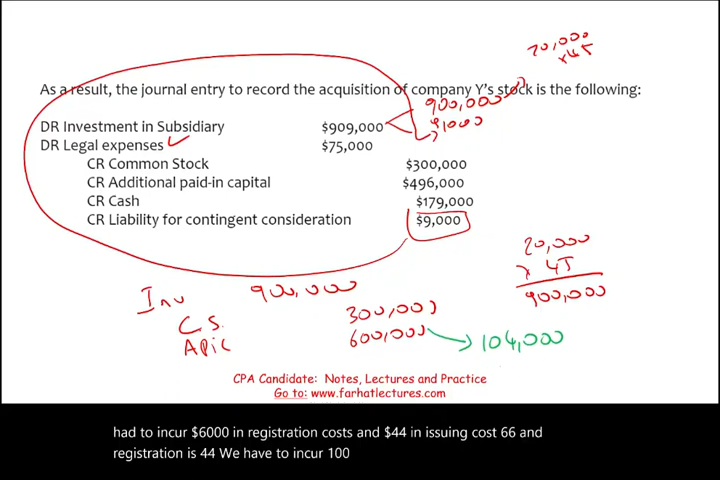 20,000
x 45
As a result, the journal entry to record the acquisition of company Y's stock is the following:
900,000
DR Investment in Subsidiary $909,000
9,000
DR Legal expenses $75,000
CR Common Stock $300,000
CR Additional paid-in capital $496,000
CR Cash $179,000
CR Liability for contingent consideration $9,000
20,000
x 45
900,000
Inv 900,000
C S. 300,000
APIC 600,000 104,000
CPA Candidate: Notes, Lectures and Practice
Go to: www.farhatlectures.com
had to incur $6000 in registration costs and $44 in issuing cost 66 and
registration is 44 We have to incur 100